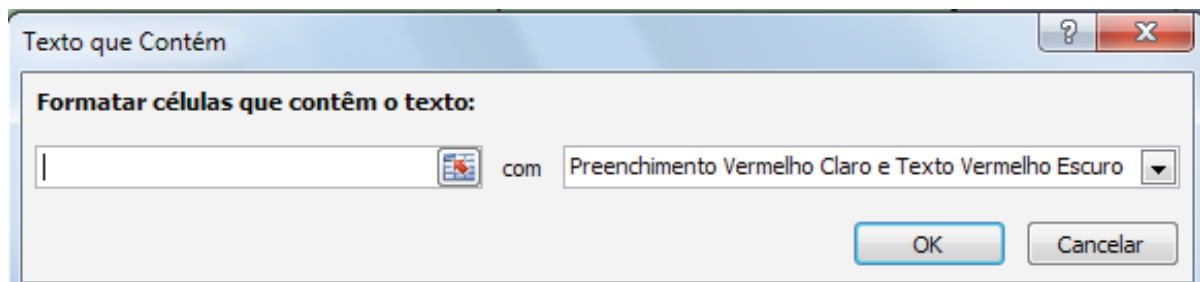 Texto que Contém
Formatar células que contêm o texto:
com Preenchimento Vermelho Claro e Texto Vermelho Escuro
OK Cancelar